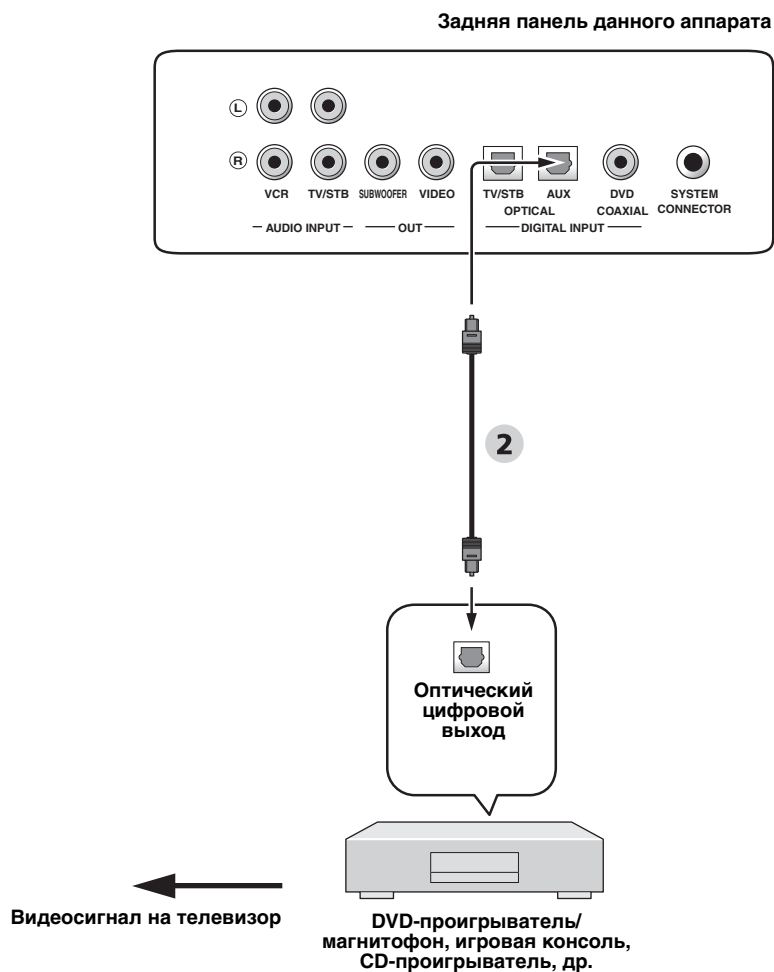 Задняя панель данного аппарата
L
R
VCR TV/STB SUBWOOFER VIDEO TV/STB AUX DVD SYSTEM
OPTICAL COAXIAL CONNECTOR
AUDIO INPUT OUT DIGITAL INPUT
2
Оптический
цифровой
выход
Видеосигнал на телевизор
DVD-проигрыватель/
магнитофон, игровая консоль,
CD-проигрыватель, др.